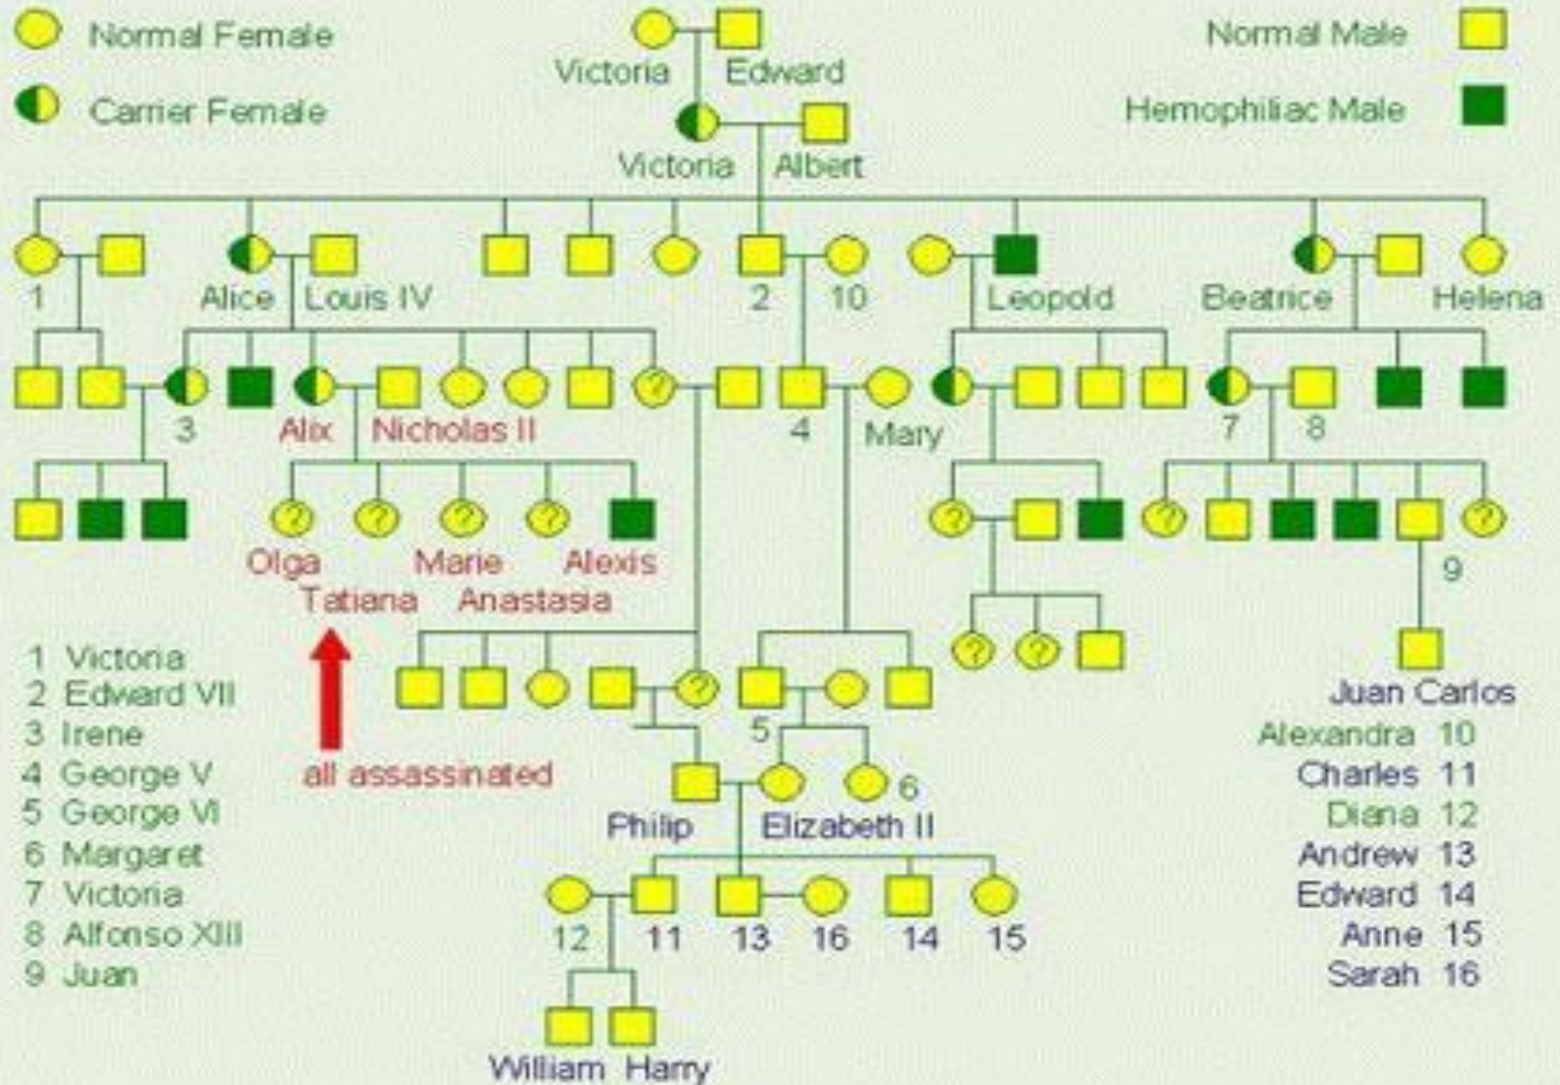 Normal Female
Normal Male
Carrier Female
Hemophiliac Male
Victoria Edward
Victoria Albert
1 Alice Louis IV 2 10 Leopold Beatrice Helena
? 
3 Alix Nicholas II 4 Mary 7 8
? ? ? ? ? ? ?
Olga Marie Alexis 9
Tatiana Anastasia
? ?
?
1 Victoria
2 Edward VII
3 Irene
4 George V
5 George VI
6 Margaret
7 Victoria
8 Alfonso XIII
9 Juan
all assassinated
5
6
Philip Elizabeth II
12 11 13 16 14 15
William Harry
Juan Carlos
Alexandra 10
Charles 11
Diana 12
Andrew 13
Edward 14
Anne 15
Sarah 16